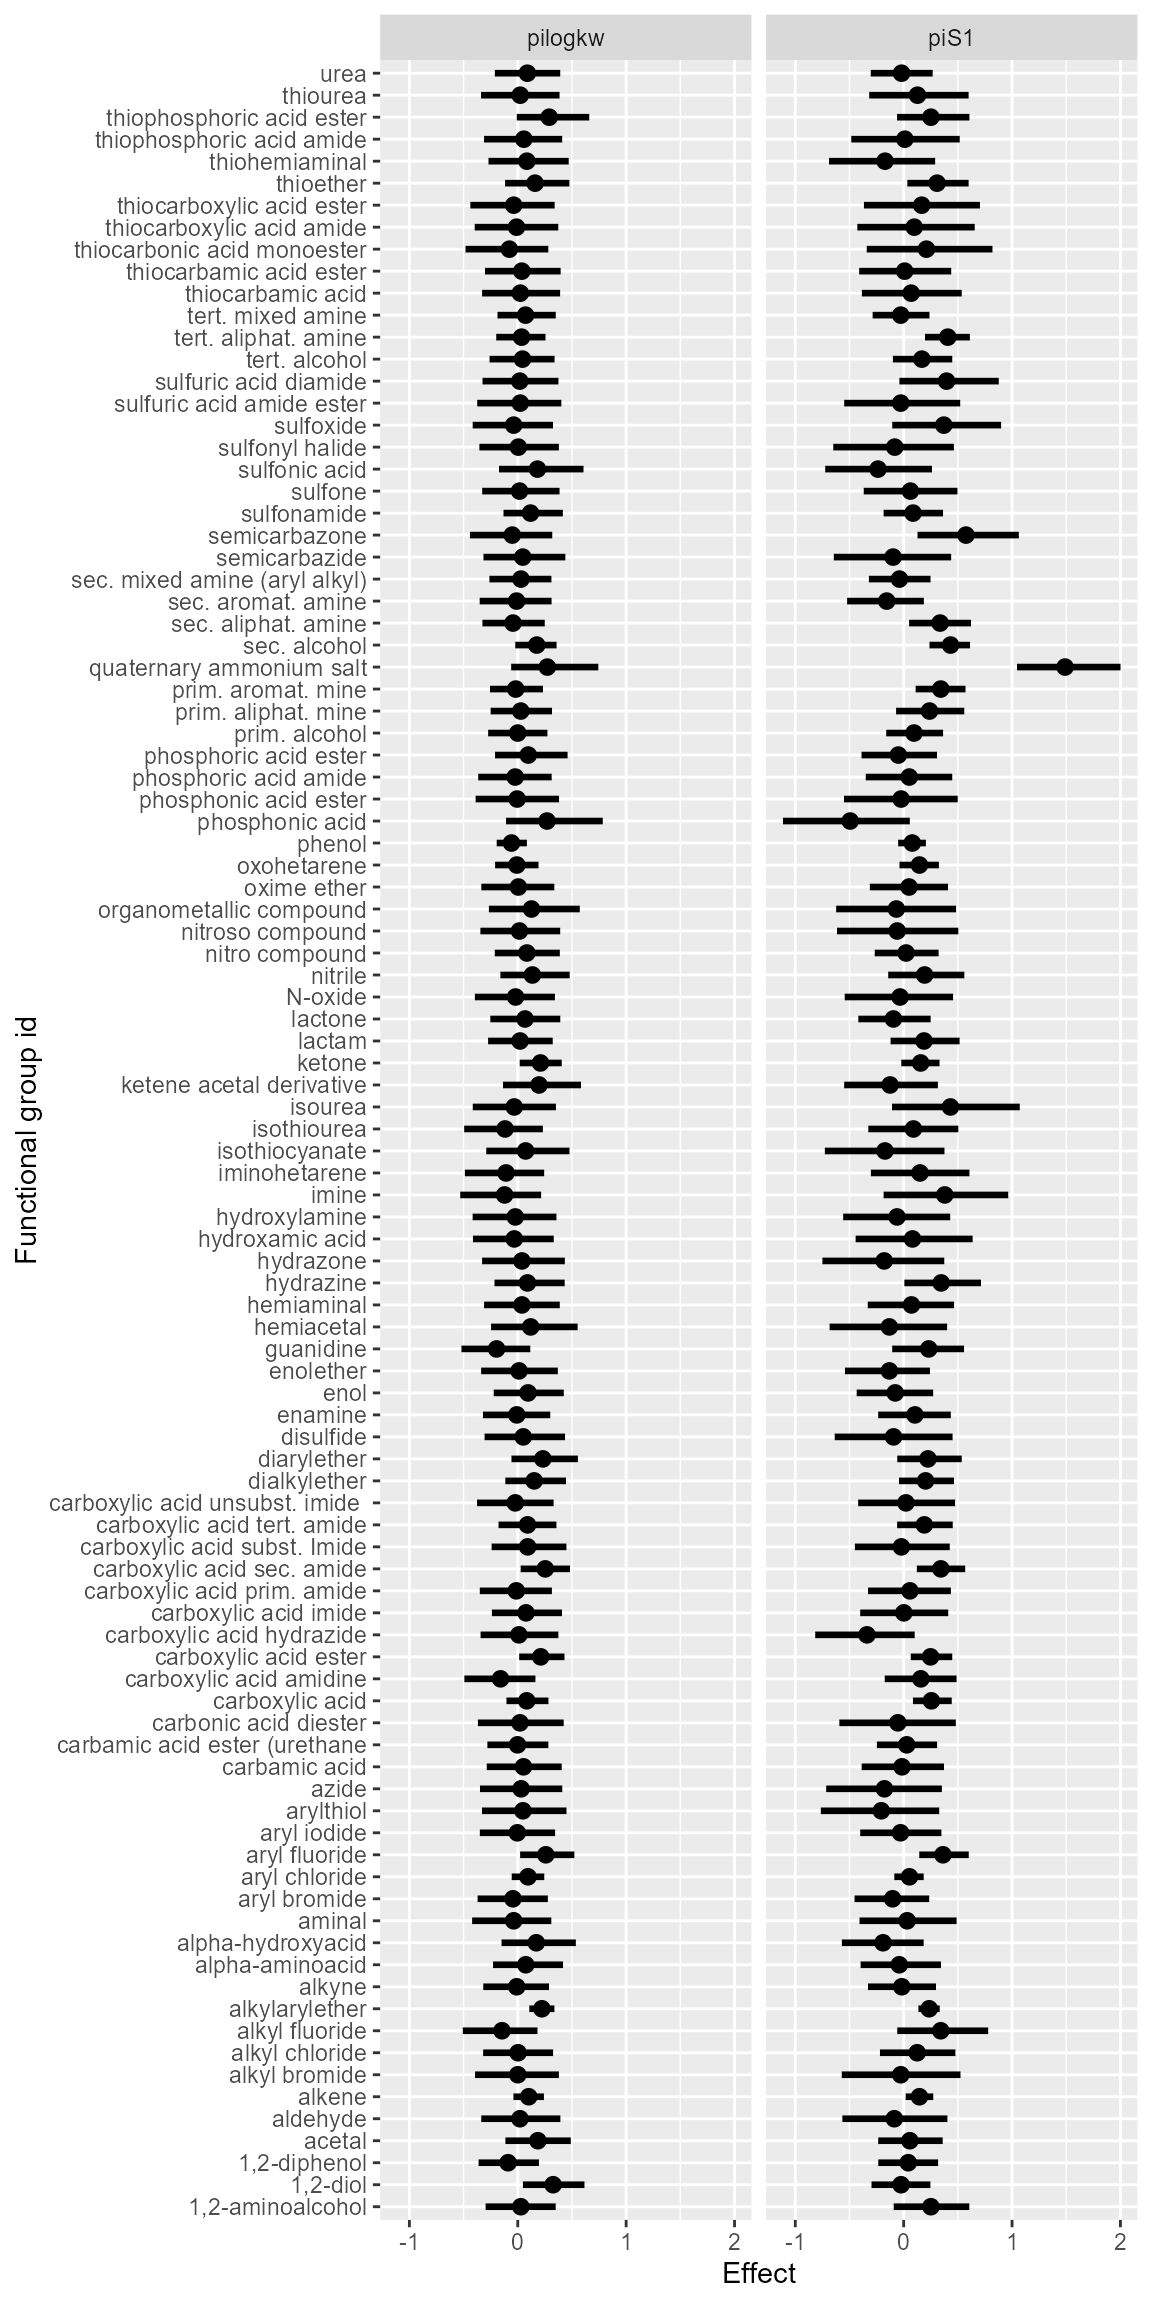 pilogkw
piS1
urea
thiourea
thiophosphoric acid ester
thiophosphoric acid amide
thiohemiaminal
thioether
thiocarboxylic acid ester
thiocarboxylic acid amide
thiocarbonic acid monoester
thiocarbamic acid ester
thiocarbamic acid
tert. mixed amine
tert. aliphat. amine
tert. alcohol
sulfuric acid diamide
sulfuric acid amide ester
sulfoxide
sulfonyl halide
sulfonic acid
sulfone
sulfonamide
semicarbazone
semicarbazide
sec. mixed amine (aryl alkyl)
sec. aromat. amine
sec. aliphat. amine
sec. alcohol
quaternary ammonium salt
prim. aromat. mine
prim. aliphat. mine
prim. alcohol
phosphoric acid ester
phosphoric acid amide
phosphonic acid ester
phosphonic acid
phenol
oxohetarene
oxime ether
organometallic compound
nitroso compound
nitro compound
nitrile
N-oxide
lactone
lactam
ketone
ketene acetal derivative
isourea
isothiourea
isothiocyanate
iminohetarene
imine
hydroxylamine
hydroxamic acid
hydrazone
hydrazine
hemiaminal
hemiacetal
guanidine
enolether
enol
enamine
disulfide
diarylether
dialkylether
carboxylic acid unsubst. imide
carboxylic acid tert. amide
carboxylic acid subst. Imide
carboxylic acid sec. amide
carboxylic acid prim. amide
carboxylic acid imide
carboxylic acid hydrazide
carboxylic acid ester
carboxylic acid amidine
carboxylic acid
carbonic acid diester
carbamic acid ester (urethane
carbamic acid
azide
arylthiol
aryl iodide
aryl fluoride
aryl chloride
aryl bromide
aminal
alpha-hydroxyacid
alpha-aminoacid
alkyne
alkylarylether
alkyl fluoride
alkyl chloride
alkyl bromide
alkene
aldehyde
acetal
1,2-diphenol
1,2-diol
1,2-aminoalcohol
Functional group id
-1 0 1 2
-1 0 1 2
Effect